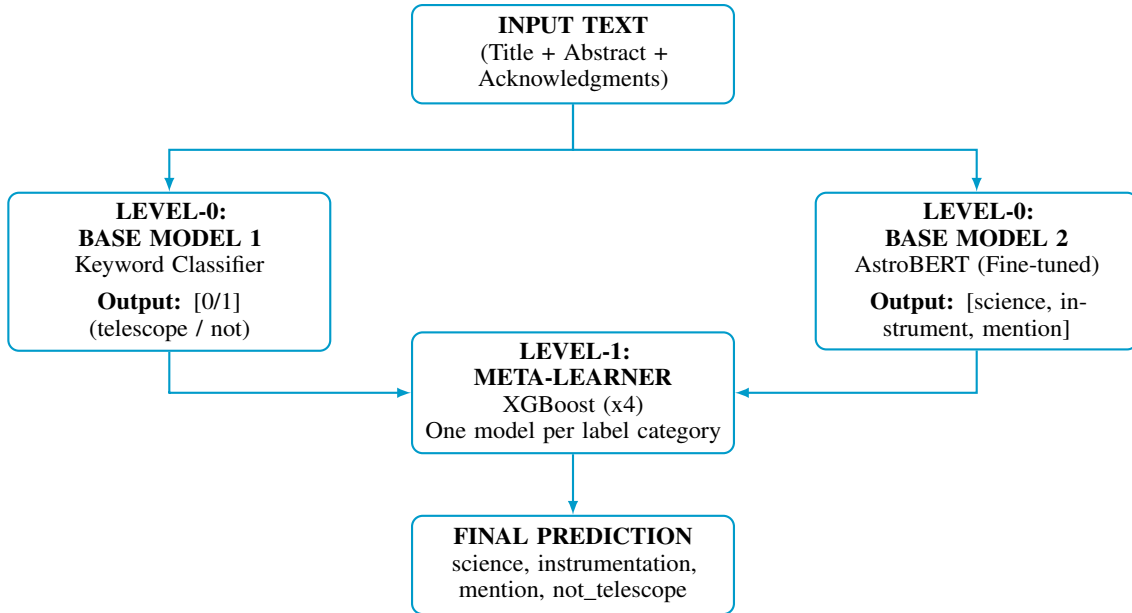 INPUT TEXT
(Title + Abstract +
Acknowledgments)
LEVEL-0:
BASE MODEL 1
Keyword Classifier
Output: [0/1]
(telescope / not)
LEVEL-0:
BASE MODEL 2
AstroBERT (Fine-tuned)
Output: [science, in-
strument, mention]
LEVEL-1:
META-LEARNER
XGBoost (x4)
One model per label category
FINAL PREDICTION
science, instrumentation,
mention, not_telescope